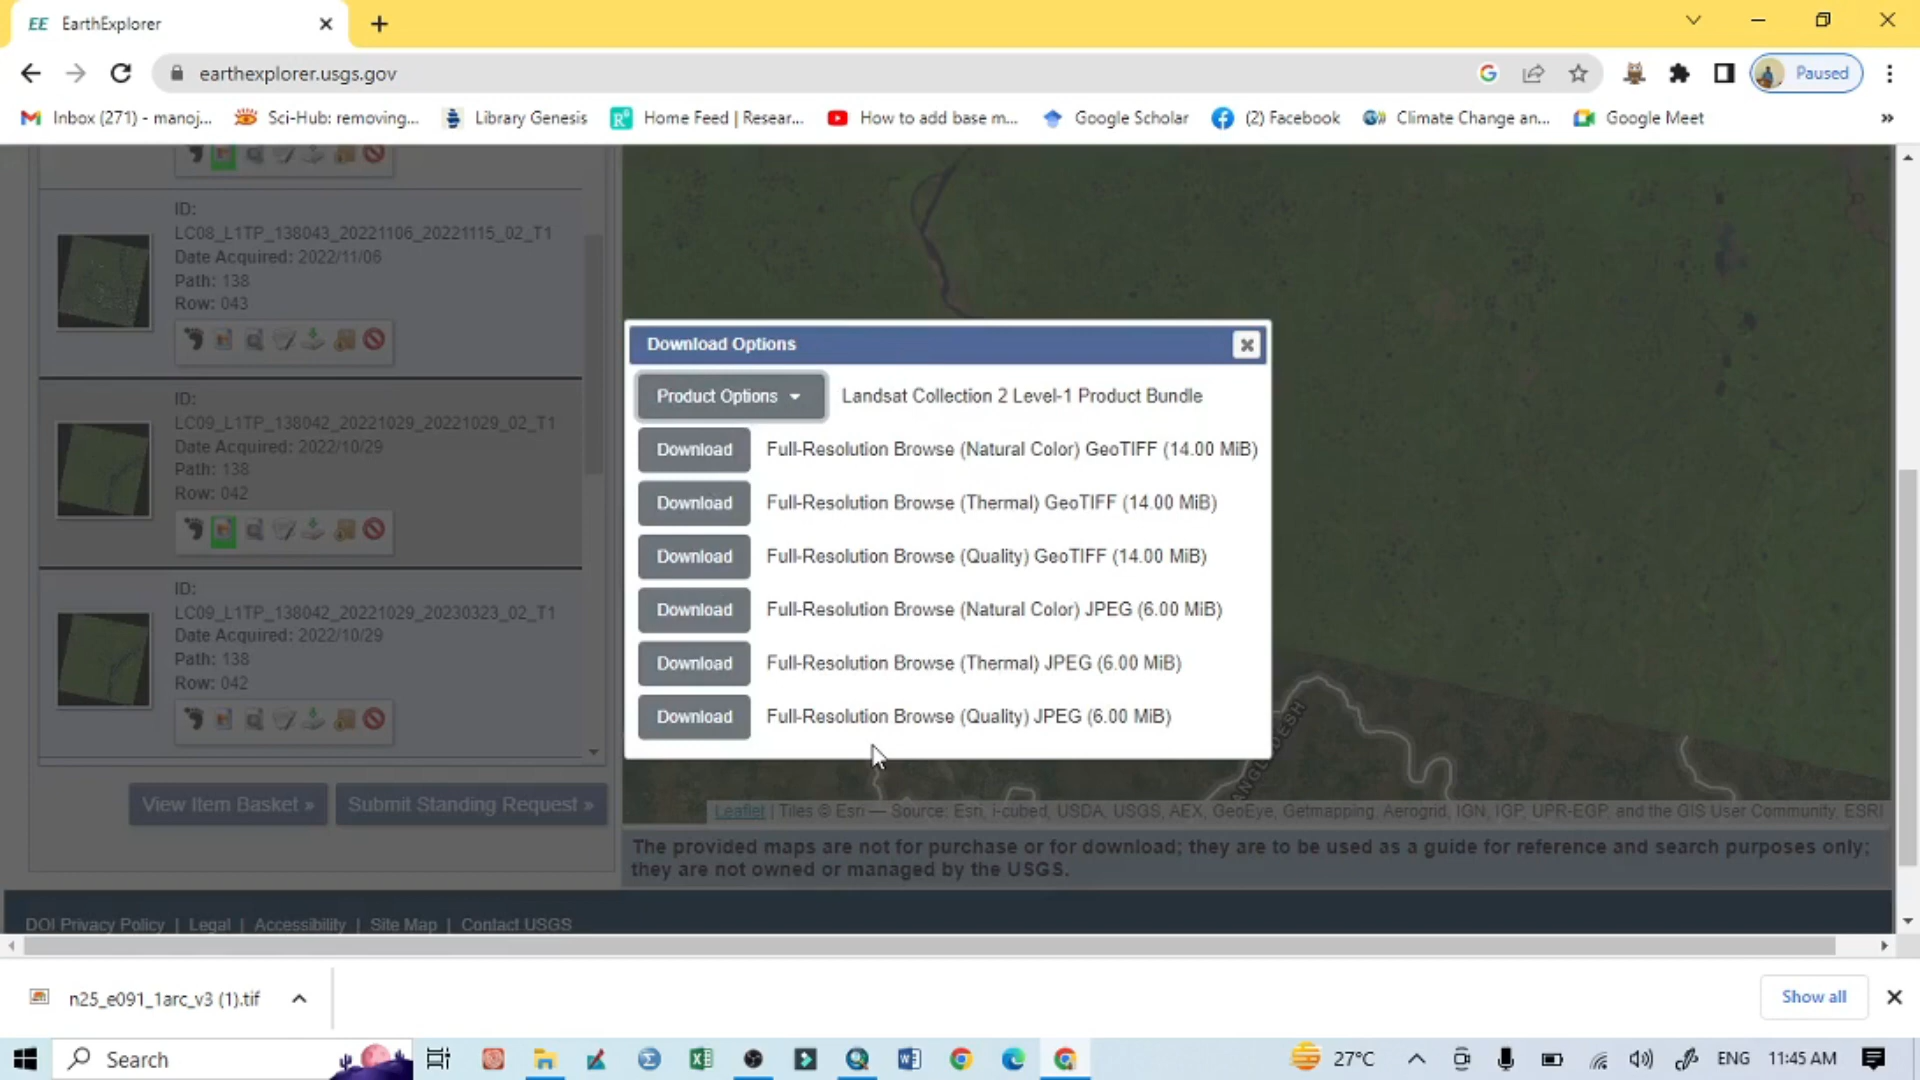 EE EarthExplorer
earthexplorer.usgs.gov
Paused
Inbox (271) - manoj...
Sci-Hub: removing...
Library Genesis
Home Feed | Resear...
How to add base m...
Google Scholar
(2) Facebook
Climate Change an...
Google Meet
»
ID:
LC08_L1TP_138043_20221106_20221115_02_T1
Date Acquired: 2022/11/06
Path: 138
Row: 043
ID:
LC09_L1TP_138042_20221029_20221029_02_T1
Date Acquired: 2022/10/29
Path: 138
Row: 042
ID:
LC09_L1TP_138042_20221029_20230323_02_T1
Date Acquired: 2022/10/29
Path: 138
Row: 042
View Item Basket »
Submit Standing Request »
Download Options
Product Options Landsat Collection 2 Level-1 Product Bundle
Download Full-Resolution Browse (Natural Color) GeoTIFF (14.00 MiB)
Download Full-Resolution Browse (Thermal) GeoTIFF (14.00 MiB)
Download Full-Resolution Browse (Quality) GeoTIFF (14.00 MiB)
Download Full-Resolution Browse (Natural Color) JPEG (6.00 MiB)
Download Full-Resolution Browse (Thermal) JPEG (6.00 MiB)
Download Full-Resolution Browse (Quality) JPEG (6.00 MiB)
Leaflet | Tiles © Esri — Source: Esri, i-cubed, USDA, USGS, AEX, GeoEye, Getmapping, Aerogrid, IGN, IGP, UPR-EGP, and the GIS User Community, ESRI
The provided maps are not for purchase or for download; they are to be used as a guide for reference and search purposes only;
they are not owned or managed by the USGS.
DOI Privacy Policy | Legal | Accessibility | Site Map | Contact USGS
n25_e091_1arc_v3 (1).tif
Show all
Search
27°C
ENG
11:45 AM